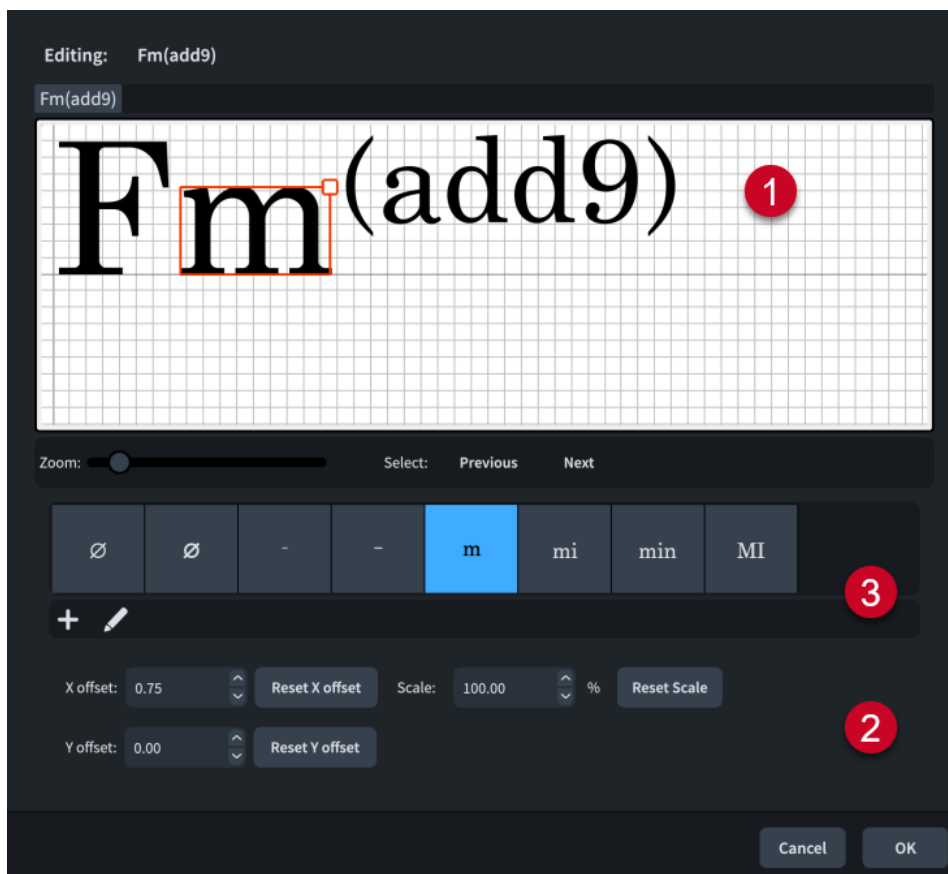 Editing: Fm(add9)
Fm(add9)
Fm(add9)
1
Zoom: Select: Previous Next
ø ø - – m mi min MI
3
X offset: 0.75 Reset X offset Scale: 100.00 % Reset Scale
2
Y offset: 0.00 Reset Y offset
Cancel OK